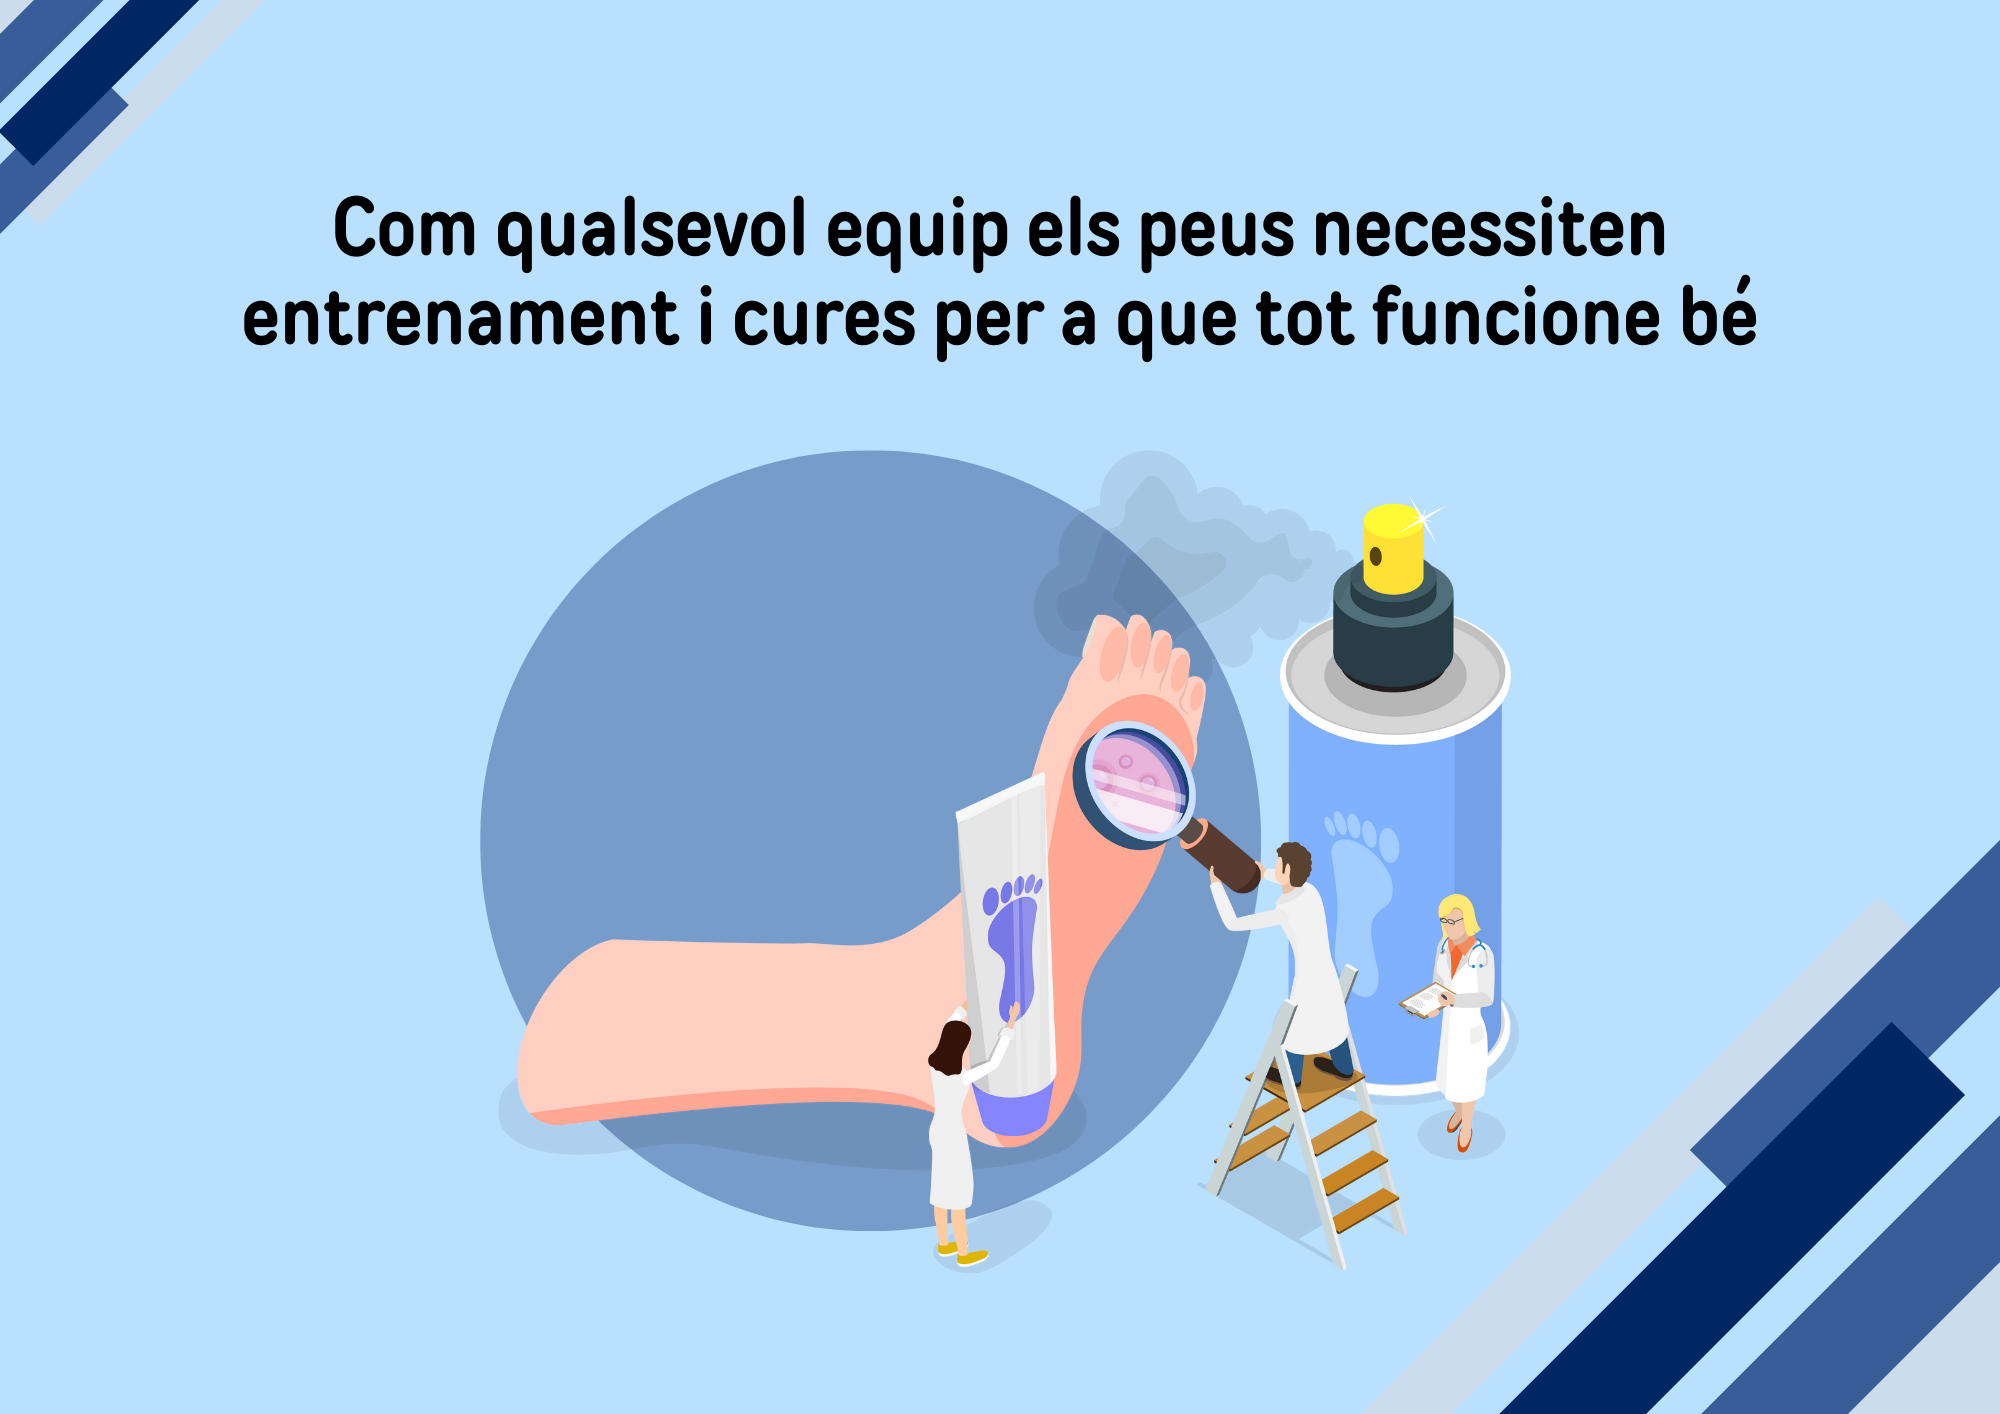 Com qualsevol equip els peus necessiten
entrenament i cures per a que tot funcione bé